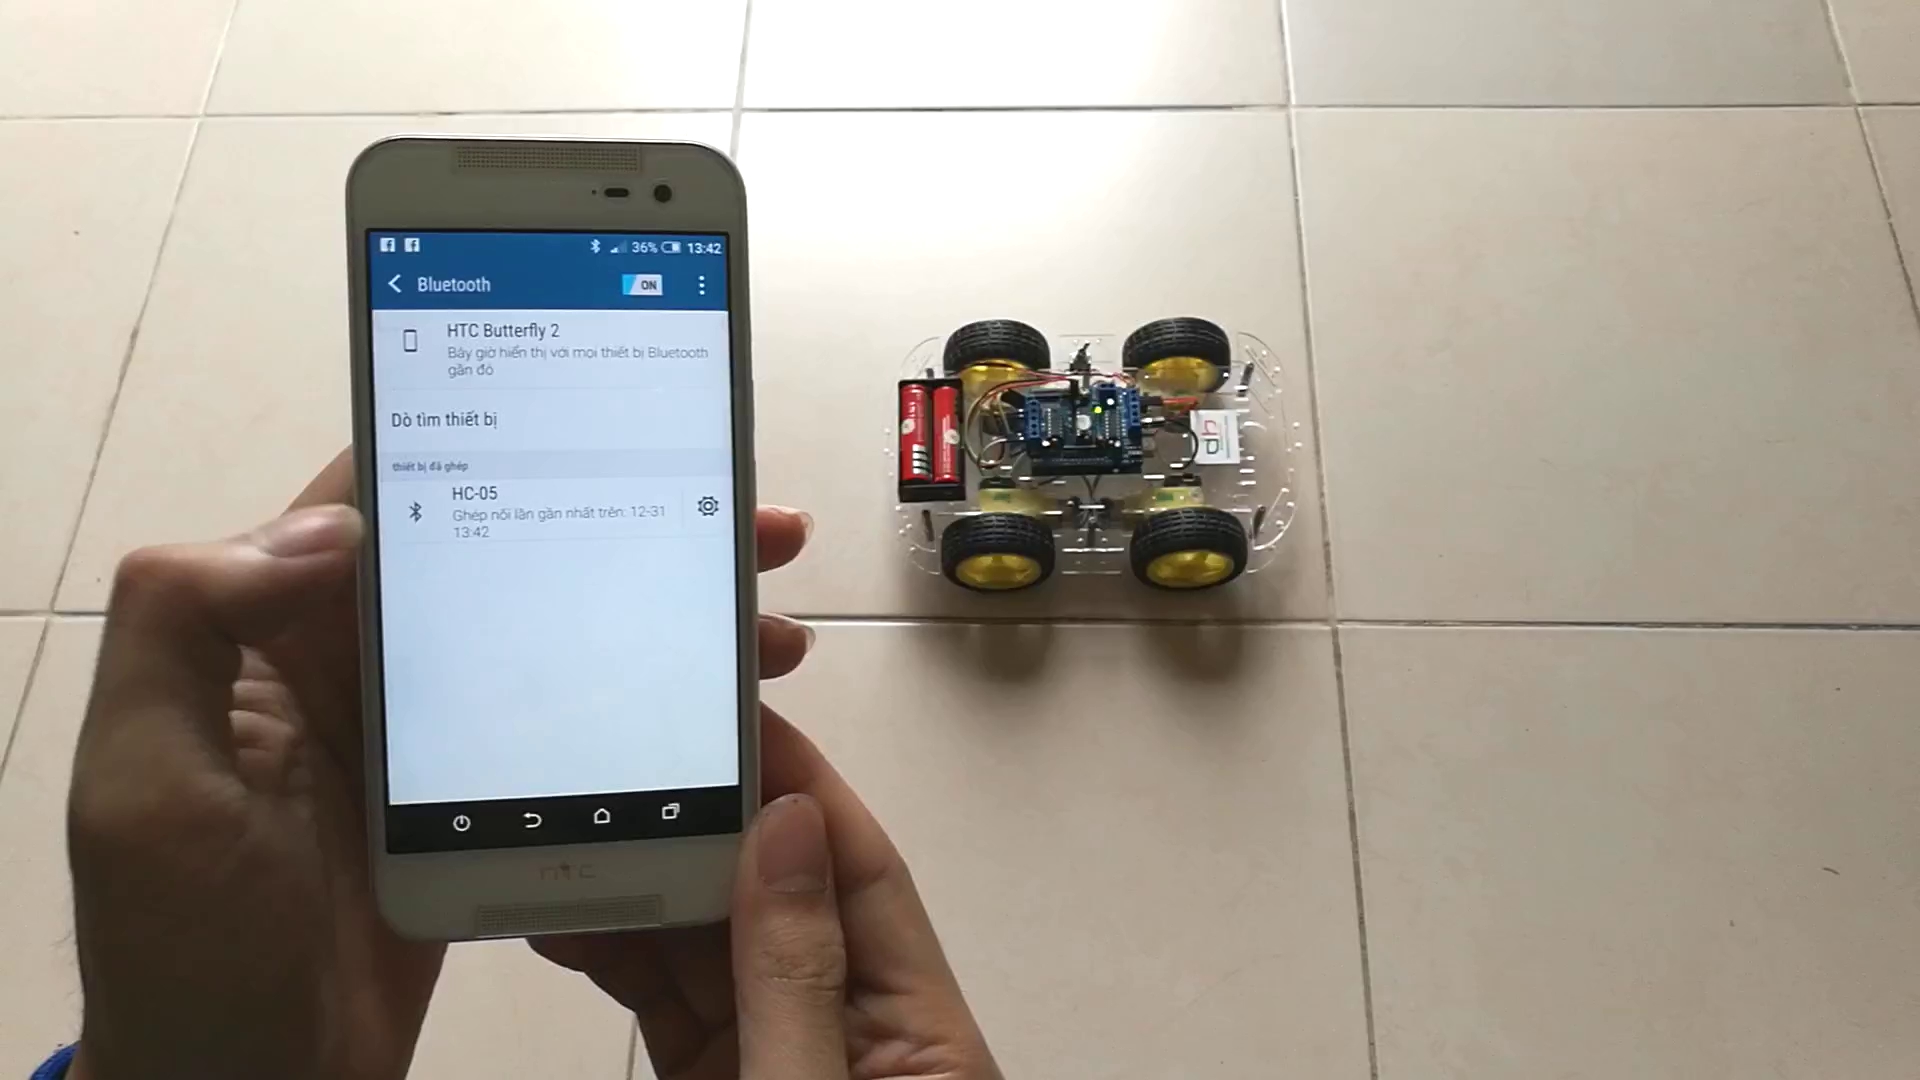 36% 13:42
Bluetooth
ON
HTC Butterfly 2
Bây giờ hiển thị với mọi thiết bị Bluetooth
gần đó
Dò tìm thiết bị
thiết bị đã ghép
HC-05
Ghép nối lần gần nhất trên: 12-31
13:42
hTC